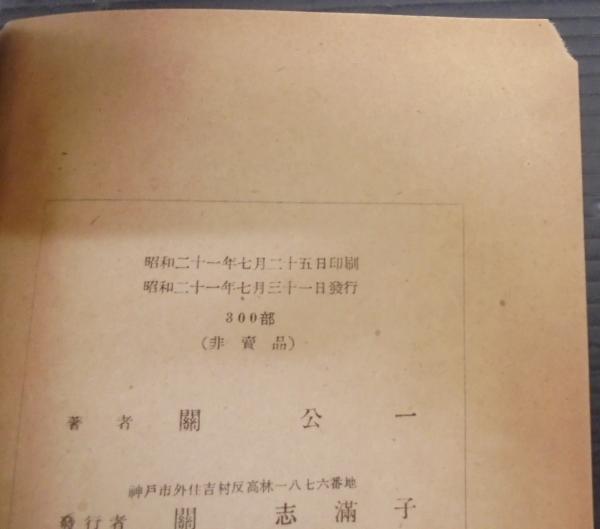 昭和二十一年七月二十五日印刷
昭和二十一年七月三十一日發行
300部
(非賣品)
著者 關公一
神戸市外住吉村反高林一八七六番地
發行者 關志滿子